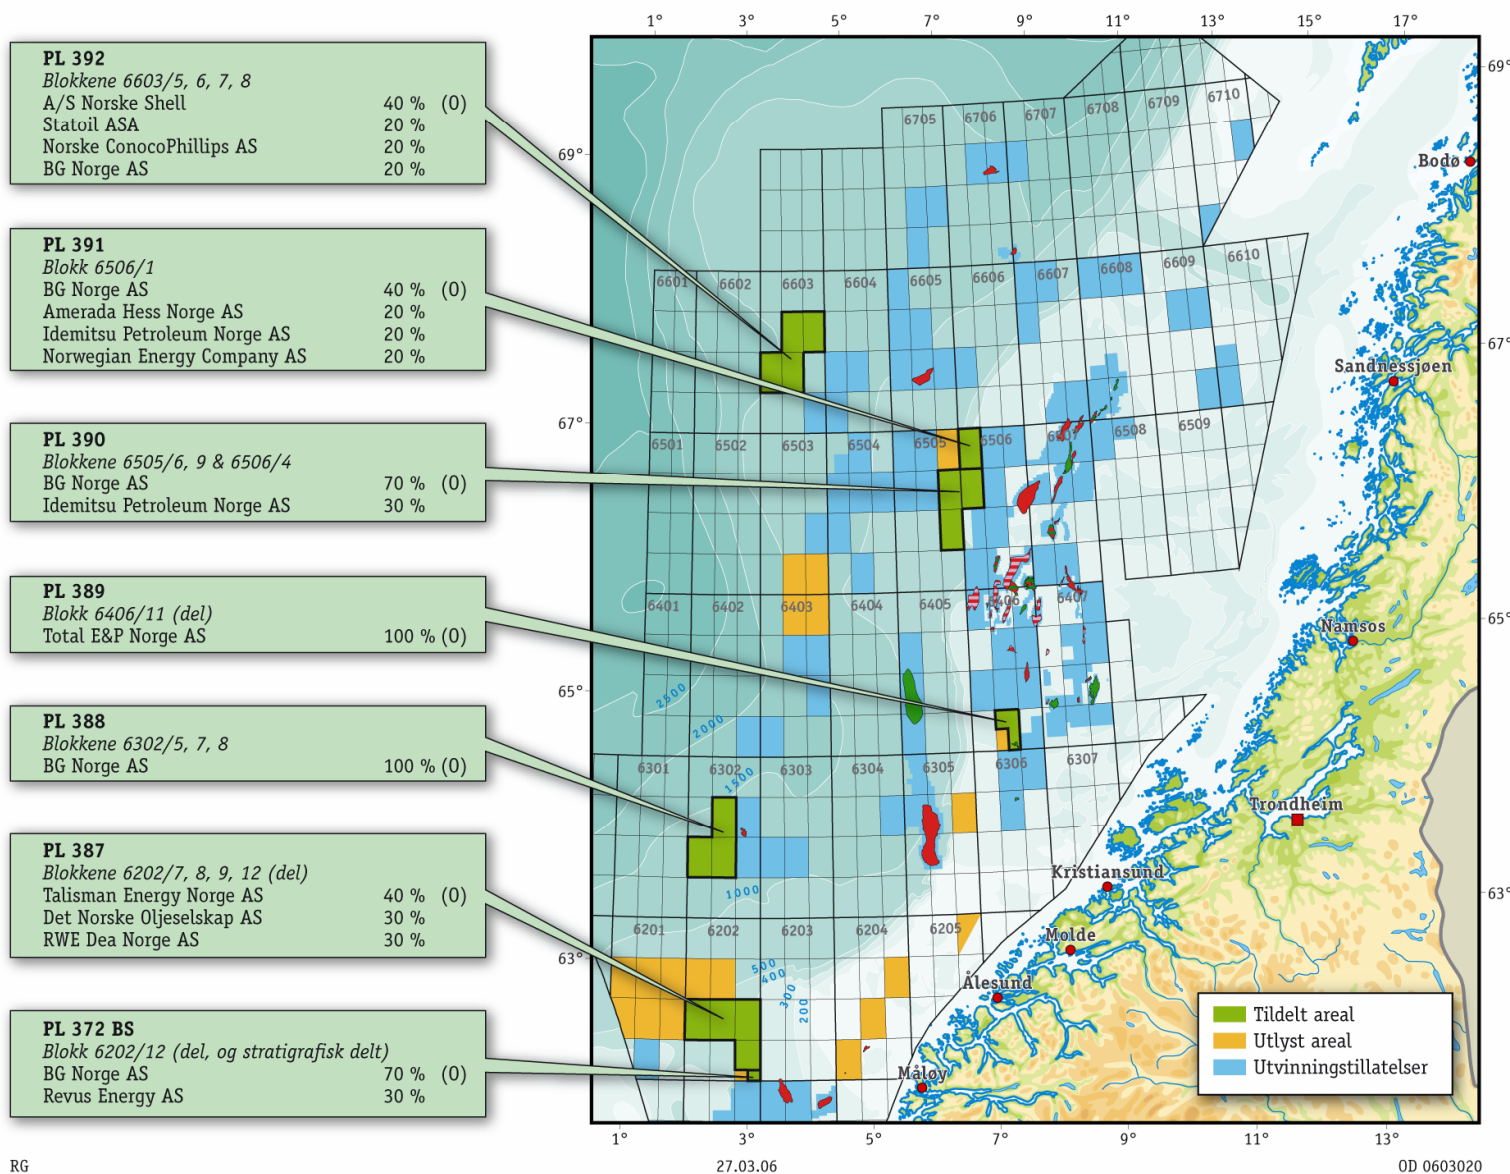 1° 3° 5° 7° 9° 11° 13° 15° 17°
PL 392
Blokkene 6603/5, 6, 7, 8
A/S Norske Shell 40 % (0)
Statoil ASA 20 %
Norske ConocoPhillips AS 20 %
BG Norge AS 20 %
PL 391
Blokk 6506/1
BG Norge AS 40 % (0)
Amerada Hess Norge AS 20 %
Idemitsu Petroleum Norge AS 20 %
Norwegian Energy Company AS 20 %
PL 390
Blokkene 6505/6, 9 & 6506/4
BG Norge AS 70 % (0)
Idemitsu Petroleum Norge AS 30 %
PL 389
Blokk 6406/11 (del)
Total E&P Norge AS 100 % (0)
PL 388
Blokkene 6302/5, 7, 8
BG Norge AS 100 % (0)
PL 387
Blokkene 6202/7, 8, 9, 12 (del)
Talisman Energy Norge AS 40 % (0)
Det Norske Oljeselskap AS 30 %
RWE Dea Norge AS 30 %
PL 372 BS
Blokk 6202/12 (del, og stratigrafisk delt)
BG Norge AS 70 % (0)
Revus Energy AS 30 %
69°
67°
65°
63°
6705 6706 6707 6708 6709 6710
6601 6602 6603 6604 6605 6606 6607 6608 6609 6610
6501 6502 6503 6504 6505 6506 6507 6508 6509
6401 6402 6403 6404 6405 6406 6407
6301 6302 6303 6304 6305 6306 6307
6201 6202 6203 6204 6205
2500
2000
1500
1000
500
400
300
200
69°
67°
65°
63°
Bodø
Sandnessjøen
Namsos
Trondheim
Kristiansund
Molde
Ålesund
Måløy
Tildelt areal
Utlyst areal
Utvinningstillatelser
1° 3° 5° 7° 9° 11° 13°
RG 27.03.06 OD 0603020